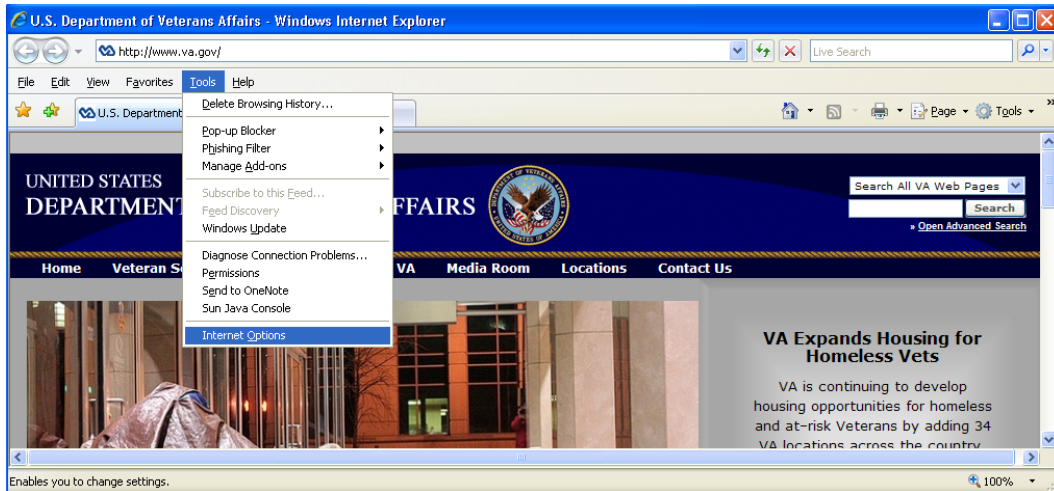 U.S. Department of Veterans Affairs - Windows Internet Explorer
http://www.va.gov/
Live Search
File Edit View Favorites Tools Help
U.S. Department
Page Tools
Delete Browsing History...
Pop-up Blocker
Phishing Filter
Manage Add-ons
Subscribe to this Feed...
Feed Discovery
Windows Update
Diagnose Connection Problems...
Permissions
Send to OneNote
Sun Java Console
Internet Options
UNITED STATES
DEPARTMENT FFAIRS
Search All VA Web Pages
Search
» Open Advanced Search
Home Veteran S VA Media Room Locations Contact Us
VA Expands Housing for
Homeless Vets
VA is continuing to develop
housing opportunities for homeless
and at-risk Veterans by adding 34
VA locations across the country
Enables you to change settings.
100%